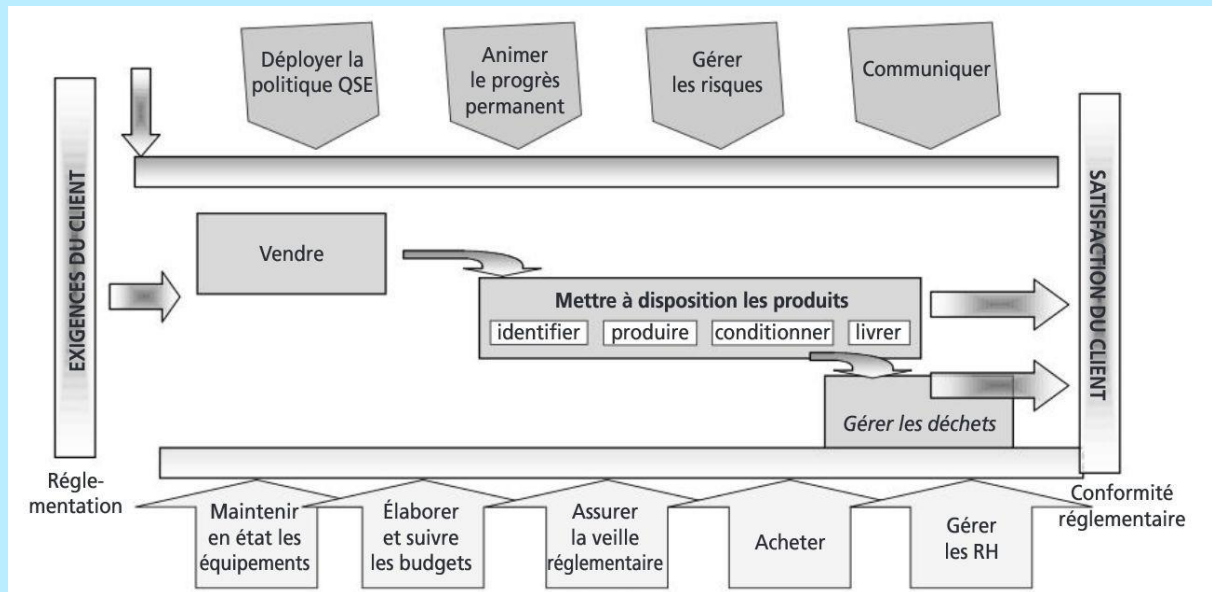 Déployer la
politique QSE
Animer
le progrès
permanent
Gérer
les risques
Communiquer
EXIGENCES DU CLIENT
SATISFACTION DU CLIENT
Vendre
Mettre à disposition les produits
identifier
produire
conditionner
livrer
Gérer les déchets
Régle-
mentation
Conformité
réglementaire
Maintenir
en état les
équipements
Élaborer
et suivre
les budgets
Assurer
la veille
réglementaire
Acheter
Gérer
les RH